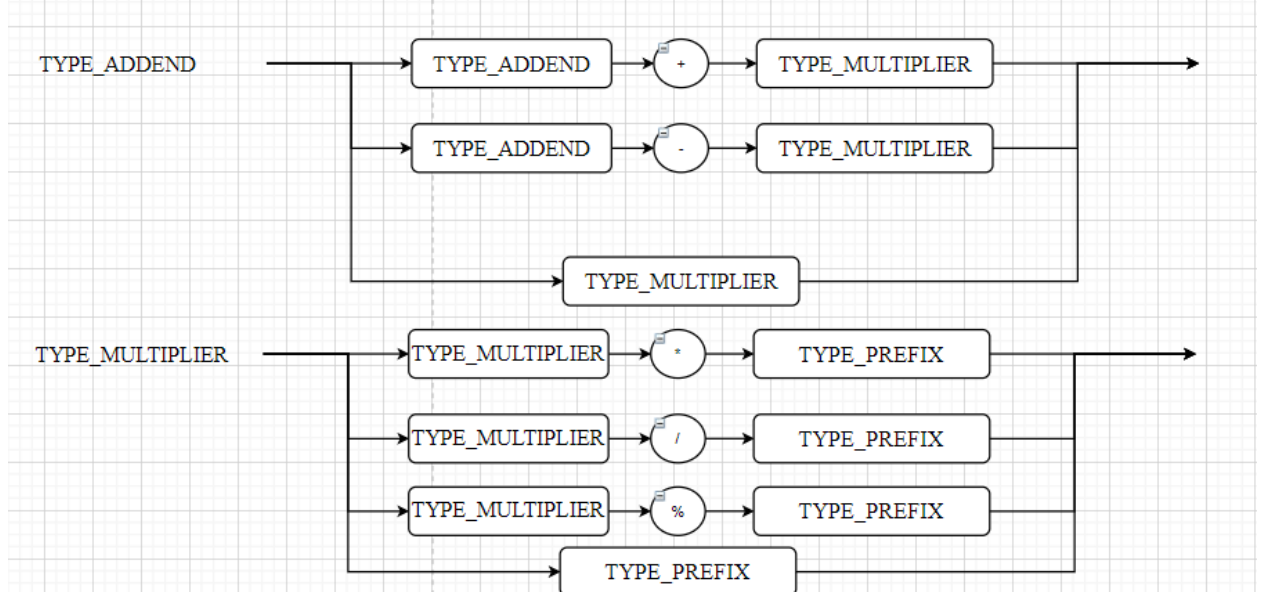 TYPE_ADDEND TYPE_ADDEND + TYPE_MULTIPLIER
TYPE_ADDEND - TYPE_MULTIPLIER
TYPE_MULTIPLIER
TYPE_MULTIPLIER TYPE_MULTIPLIER * TYPE_PREFIX
TYPE_MULTIPLIER / TYPE_PREFIX
TYPE_MULTIPLIER % TYPE_PREFIX
TYPE_PREFIX